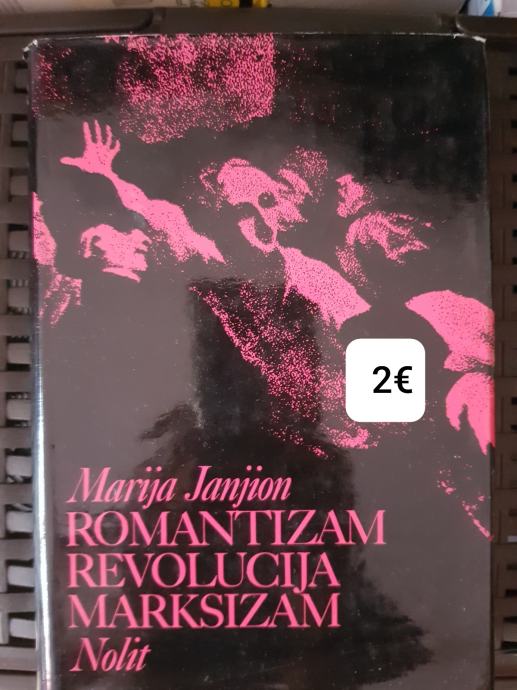 2€
Marija Janjion
ROMANTIZAM
REVOLUCIJA
MARKSIZAM
Nolit